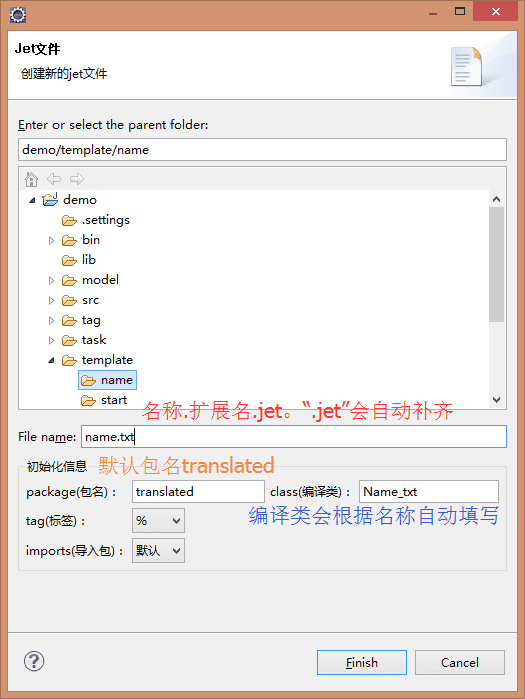 Jet文件
创建新的jet文件
Enter or select the parent folder:
demo/template/name
demo
.settings
bin
lib
model
src
tag
task
template
name
start
名称.扩展名.jet。“.jet”会自动补齐
File name:
name.txt
初始化信息
默认包名translated
package(包名)：
translated
class(编译类)：
Name_txt
tag(标签)：
%
编译类会根据名称自动填写
imports(导入包)：
默认
?
Finish
Cancel